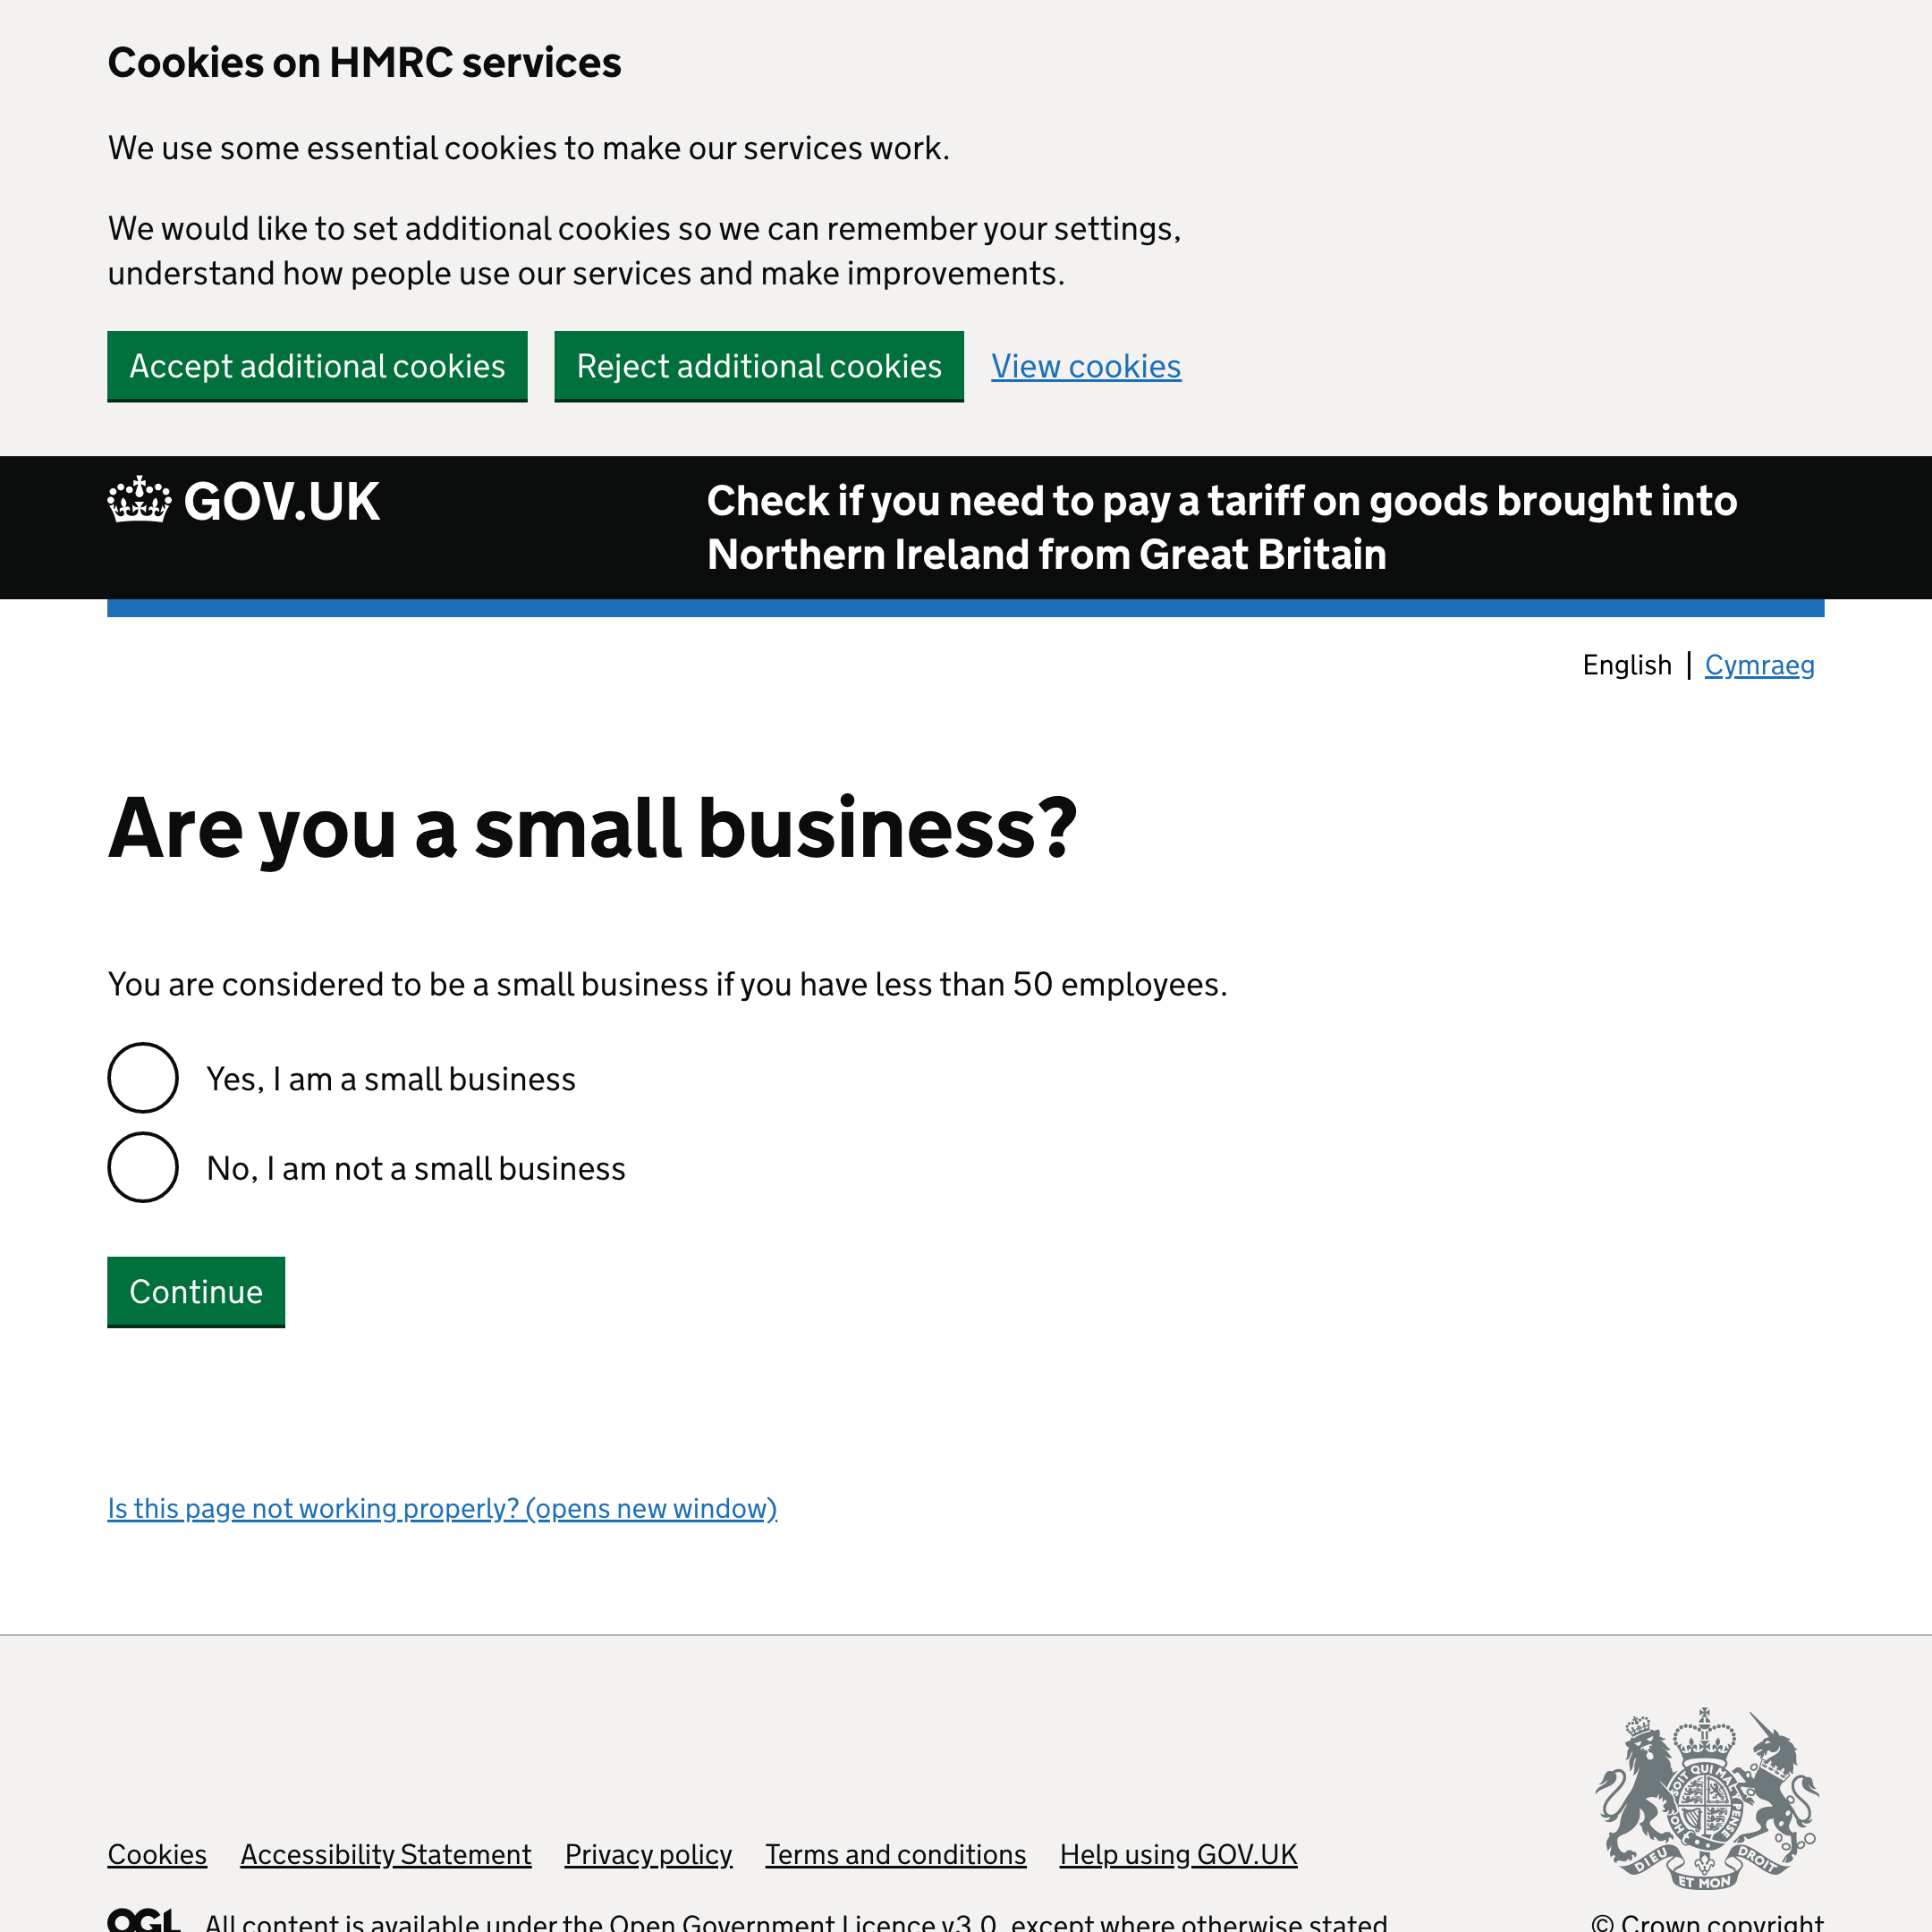 Cookies on HMRC services
We use some essential cookies to make our services work.
We would like to set additional cookies so we can remember your settings,
understand how people use our services and make improvements.
Accept additional cookies Reject additional cookies View cookies
GOV.UK
Check if you need to pay a tariff on goods brought into
Northern Ireland from Great Britain
English | Cymraeg
Are you a small business?
You are considered to be a small business if you have less than 50 employees.
Yes, I am a small business
No, I am not a small business
Continue
Is this page not working properly? (opens new window)
SOIT QUI MAL
HON
PENSE
DIEU
ET MON
DROIT
Cookies Accessibility Statement Privacy policy Terms and conditions Help using GOV.UK
OGL All content is available under the Open Government Licence v3.0, except where otherwise stated
© Crown copyright